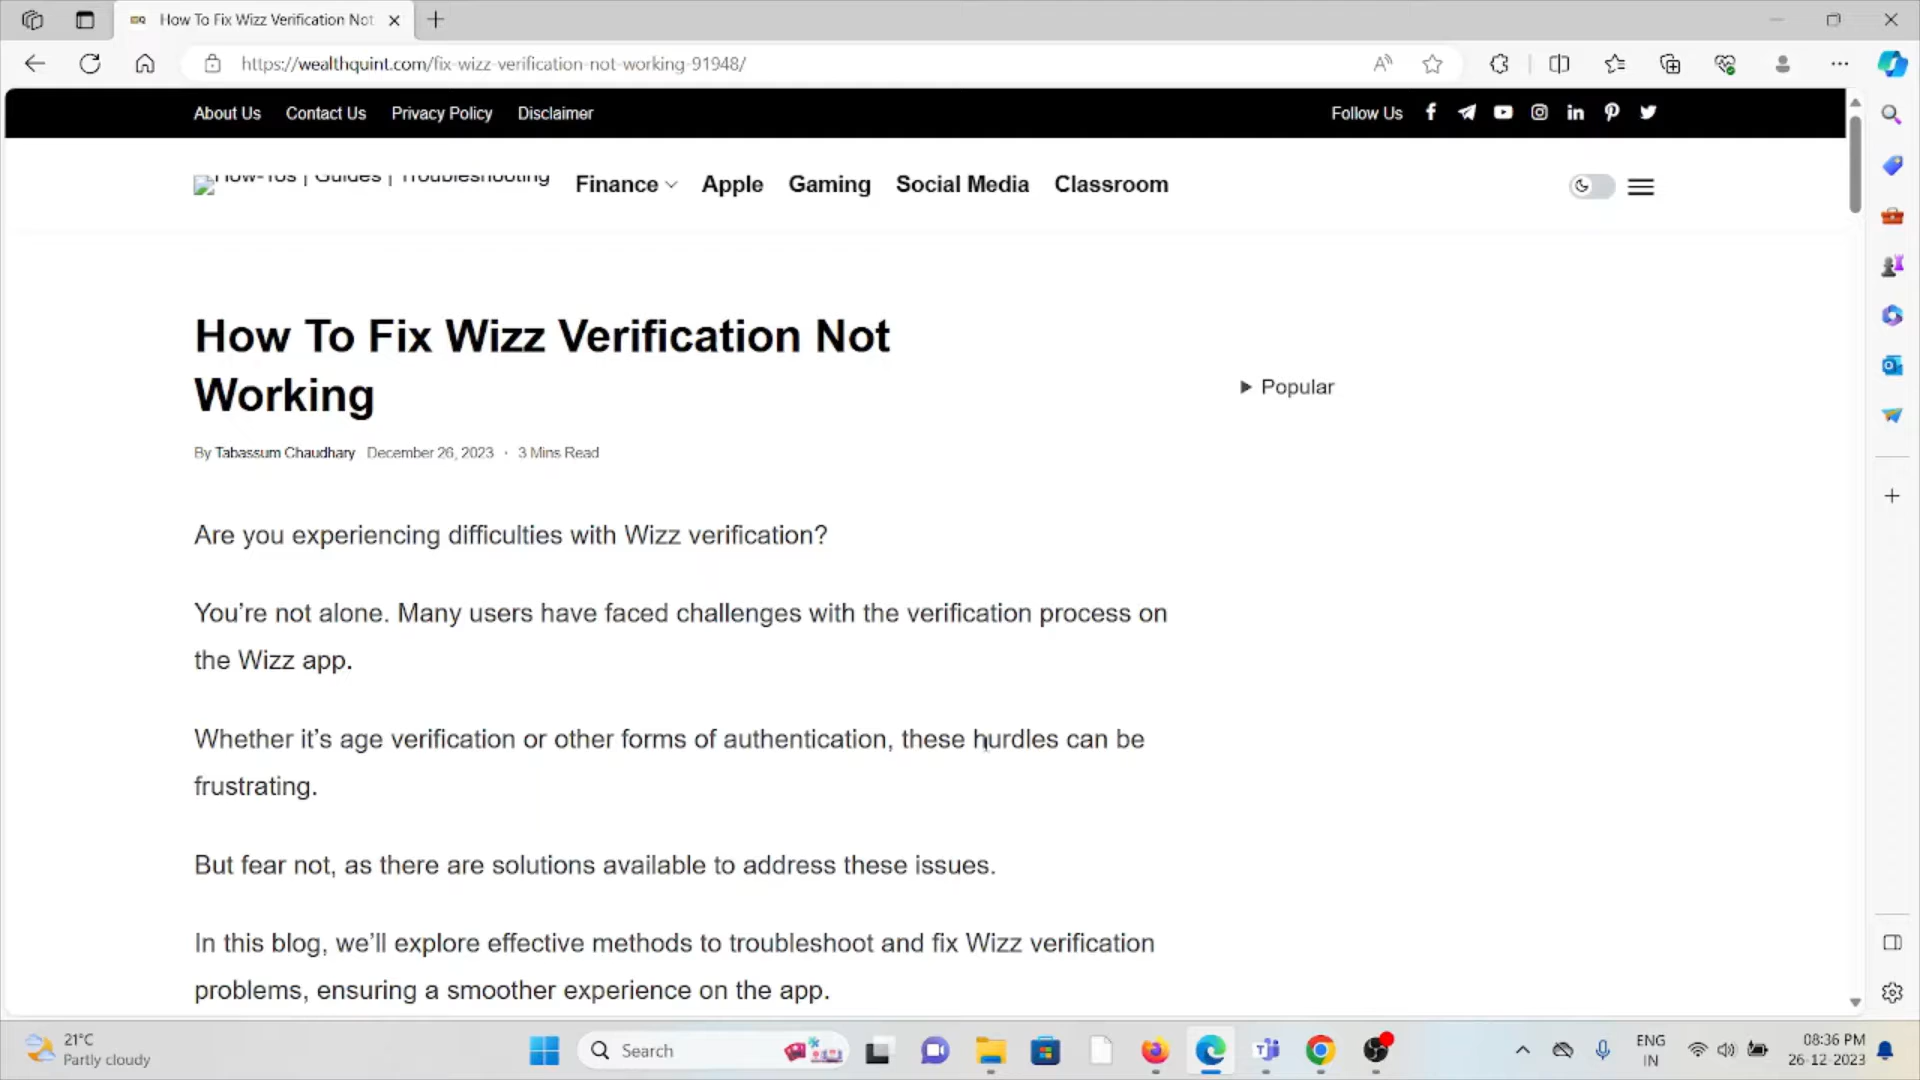 How To Fix Wizz Verification Not
https://wealthquint.com/fix-wizz-verification-not-working-91948/
About Us Contact Us Privacy Policy Disclaimer Follow Us
How-Tos | Guides | Troubleshooting Finance Apple Gaming Social Media Classroom
How To Fix Wizz Verification Not
Working
Popular
By Tabassum Chaudhary December 26, 2023 · 3 Mins Read
Are you experiencing difficulties with Wizz verification?
You’re not alone. Many users have faced challenges with the verification process on
the Wizz app.
Whether it’s age verification or other forms of authentication, these hurdles can be
frustrating.
But fear not, as there are solutions available to address these issues.
In this blog, we’ll explore effective methods to troubleshoot and fix Wizz verification
problems, ensuring a smoother experience on the app.
21°C
Partly cloudy
Search
ENG
IN
08:36 PM
26-12-2023